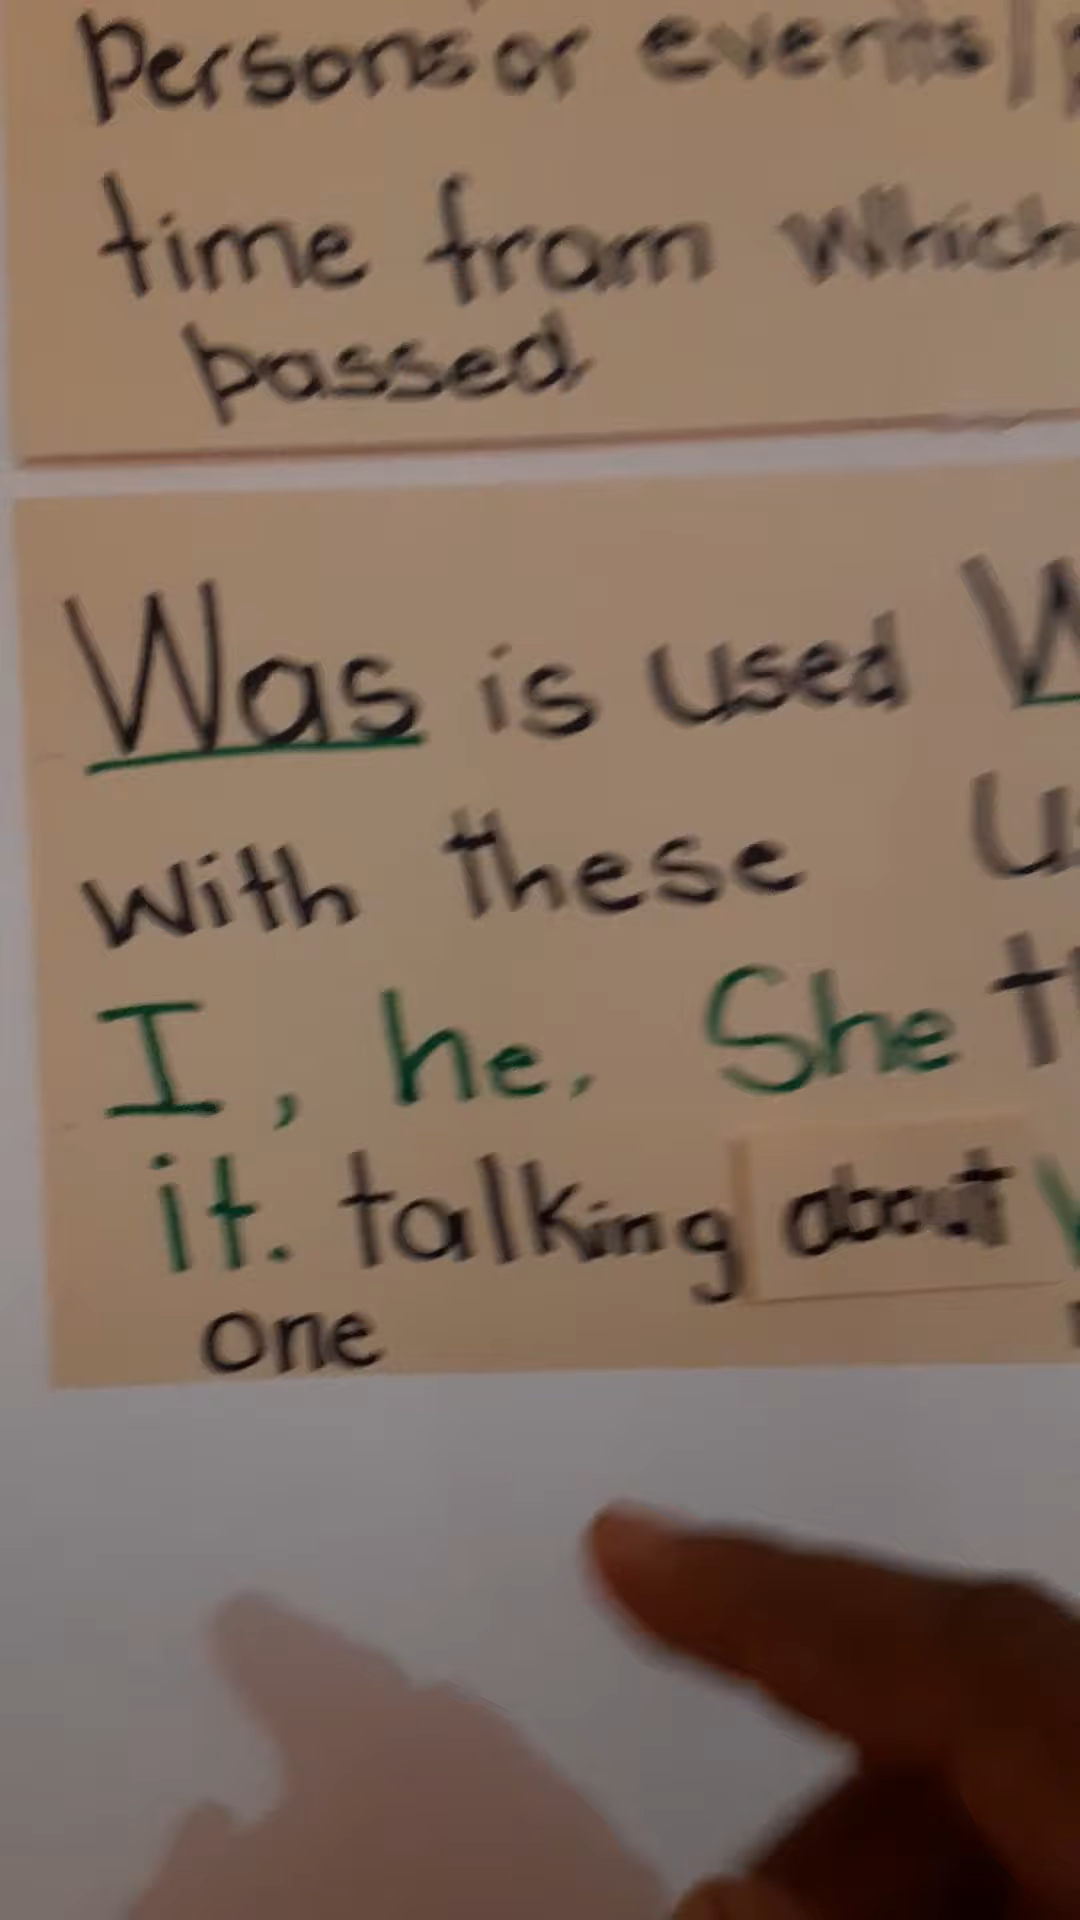 Persons or events
time from which
passed
Was is used
with these
I, he, She
it. talking about
one